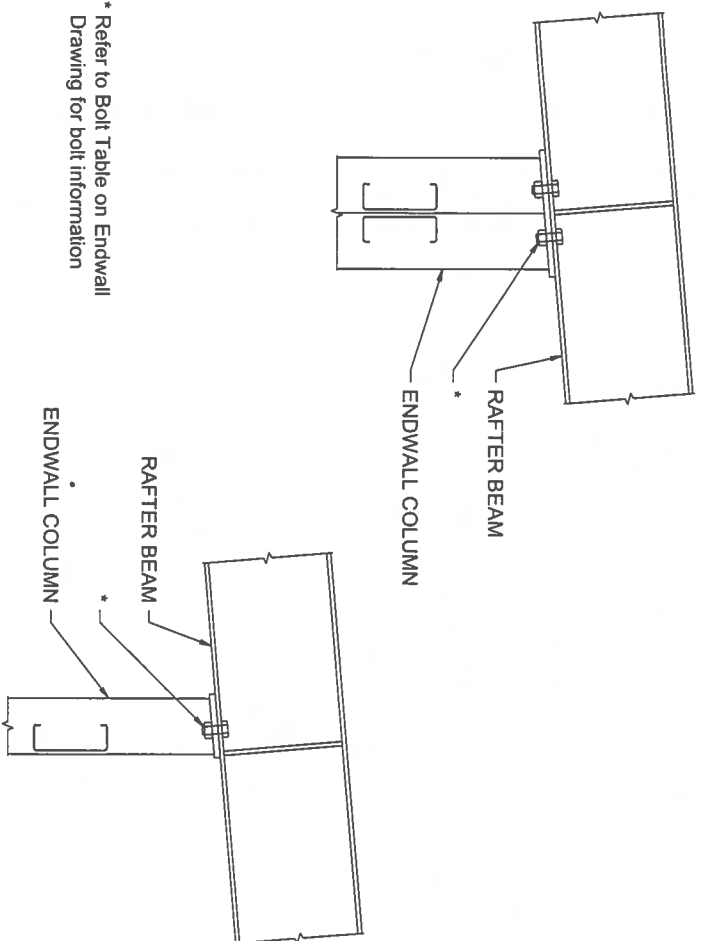 RAFTER BEAM
*
ENDWALL COLUMN
RAFTER BEAM
*
ENDWALL COLUMN
* Refer to Bolt Table on Endwall
Drawing for bolt information